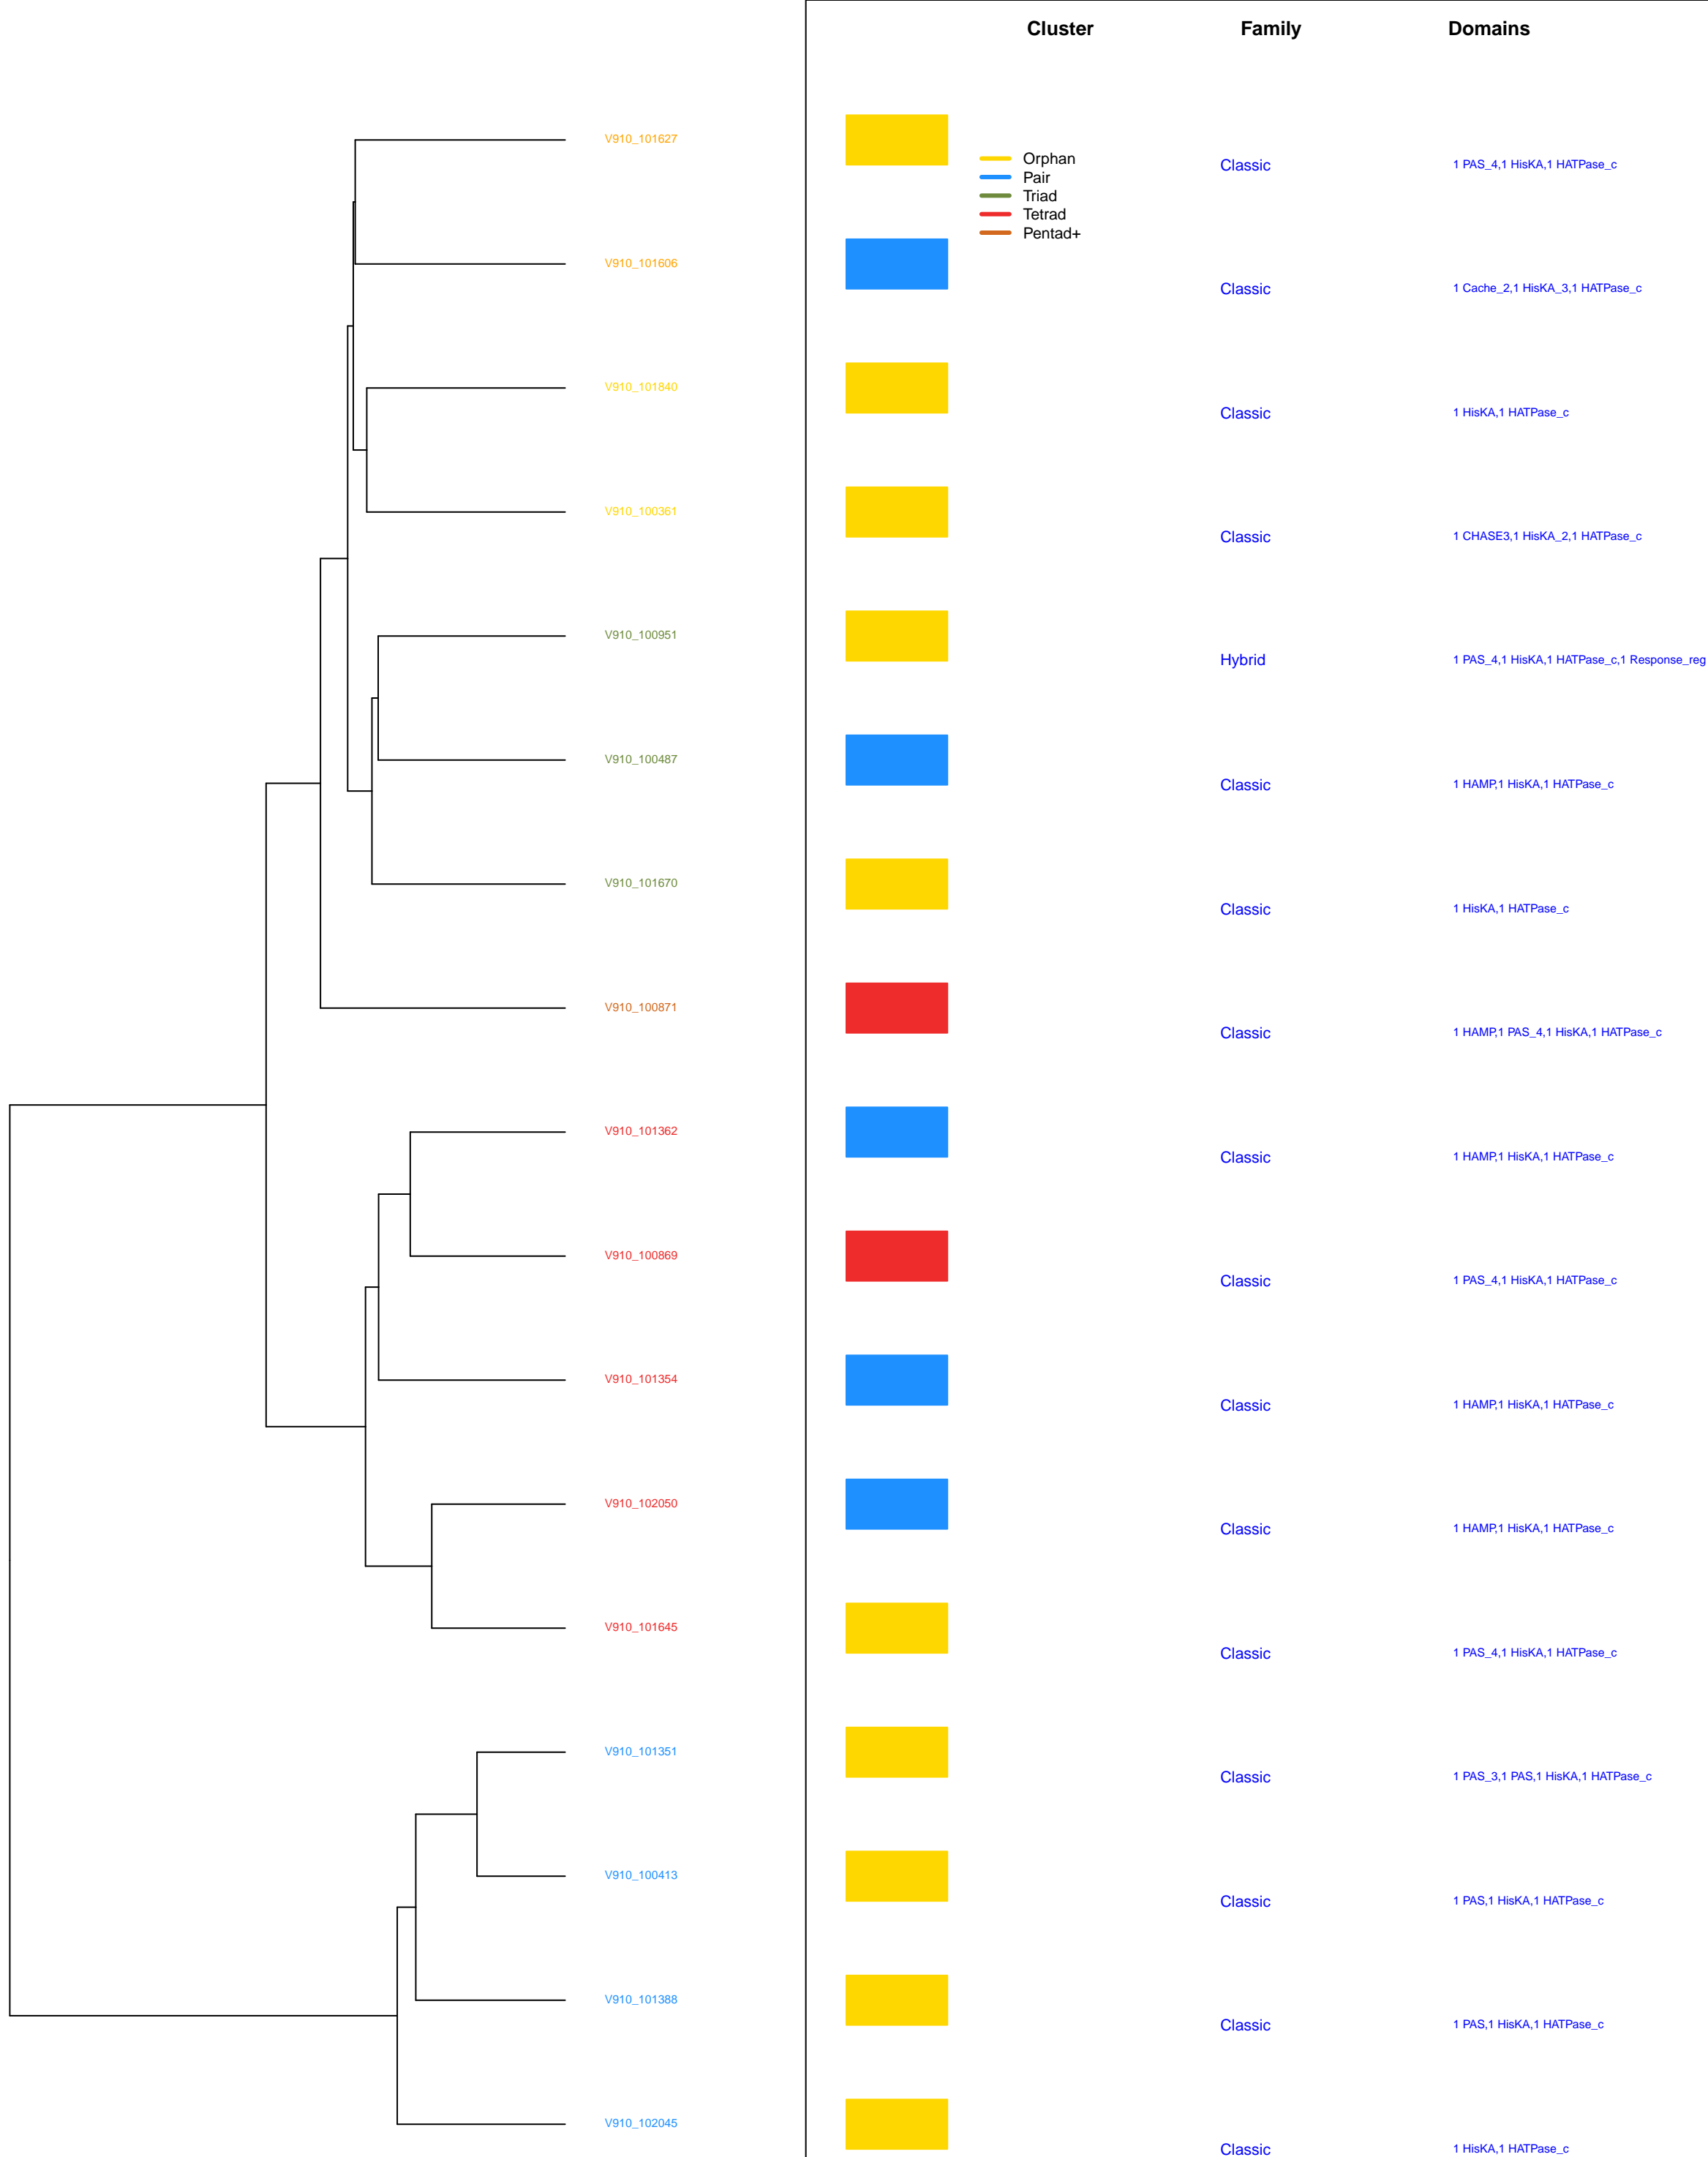 Cluster Family Domains
V910_101627
Orphan
Pair
Triad
Tetrad
Pentad+
Classic 1 PAS_4,1 HisKA,1 HATPase_c
V910_101606
Classic 1 Cache_2,1 HisKA_3,1 HATPase_c
V910_101840
Classic 1 HisKA,1 HATPase_c
V910_100361
Classic 1 CHASE3,1 HisKA_2,1 HATPase_c
V910_100951
Hybrid 1 PAS_4,1 HisKA,1 HATPase_c,1 Response_reg
V910_100487
Classic 1 HAMP,1 HisKA,1 HATPase_c
V910_101670
Classic 1 HisKA,1 HATPase_c
V910_100871
Classic 1 HAMP,1 PAS_4,1 HisKA,1 HATPase_c
V910_101362
Classic 1 HAMP,1 HisKA,1 HATPase_c
V910_100869
Classic 1 PAS_4,1 HisKA,1 HATPase_c
V910_101354
Classic 1 HAMP,1 HisKA,1 HATPase_c
V910_102050
Classic 1 HAMP,1 HisKA,1 HATPase_c
V910_101645
Classic 1 PAS_4,1 HisKA,1 HATPase_c
V910_101351
Classic 1 PAS_3,1 PAS,1 HisKA,1 HATPase_c
V910_100413
Classic 1 PAS,1 HisKA,1 HATPase_c
V910_101388
Classic 1 PAS,1 HisKA,1 HATPase_c
V910_102045
Classic 1 HisKA,1 HATPase_c